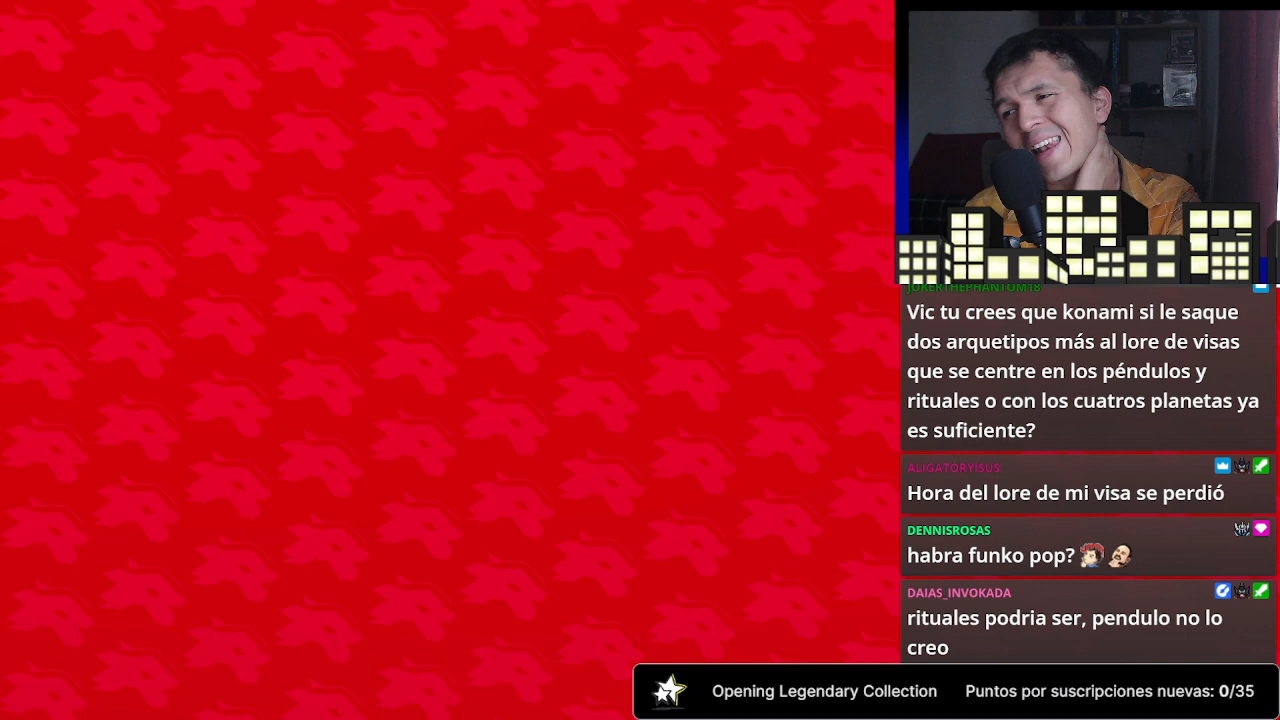 JOKERTHEPHANTOM18
Vic tu crees que konami si le saque
dos arquetipos más al lore de visas
que se centre en los péndulos y
rituales o con los cuatros planetas ya
es suficiente?
ALIGATORYISUS
Hora del lore de mi visa se perdió
DENNISROSAS
habra funko pop?
DAIAS_INVOKADA
rituales podria ser, pendulo no lo
creo
Opening Legendary Collection Puntos por suscripciones nuevas: 0/35